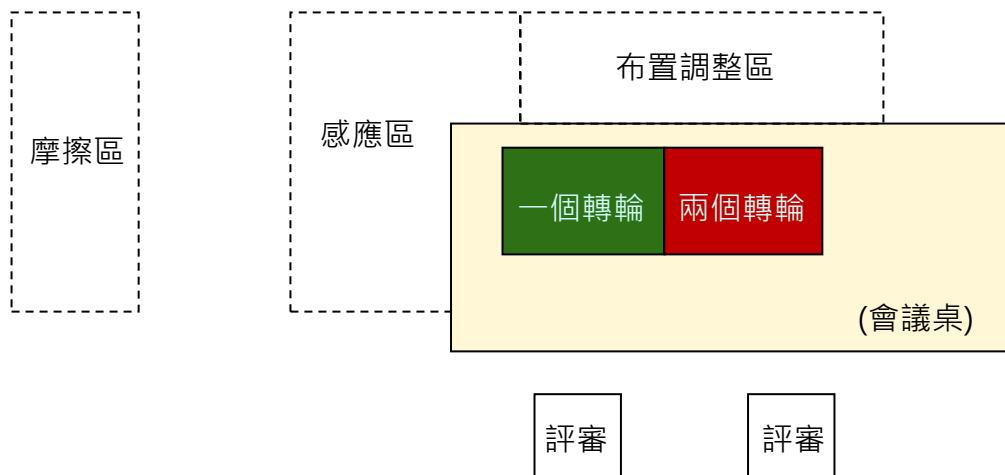 布置調整區
感應區
摩擦區
一個轉輪
兩個轉輪
(會議桌)
評審
評審